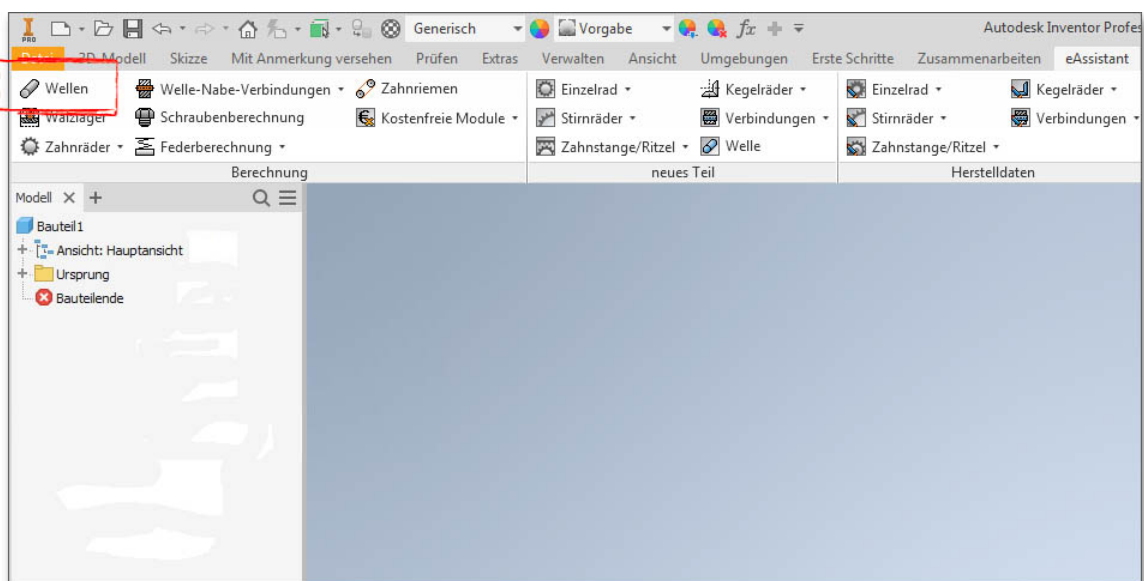 PRO Generisch Vorgabe fx Autodesk Inventor Profes
Datei 3D-Modell Skizze Mit Anmerkung versehen Prüfen Extras Verwalten Ansicht Umgebungen Erste Schritte Zusammenarbeiten eAssistant
Wellen Welle-Nabe-Verbindungen Zahnriemen Einzelrad Kegelräder Einzelrad Kegelräder
Wälzlager Schraubenberechnung Kostenfreie Module Stirnräder Verbindungen Stirnräder Verbindungen
Zahnräder Federberechnung Zahnstange/Ritzel Welle Zahnstange/Ritzel
Berechnung neues Teil Herstelldaten
Modell
Bauteil1
Ansicht: Hauptansicht
Ursprung
Bauteilende